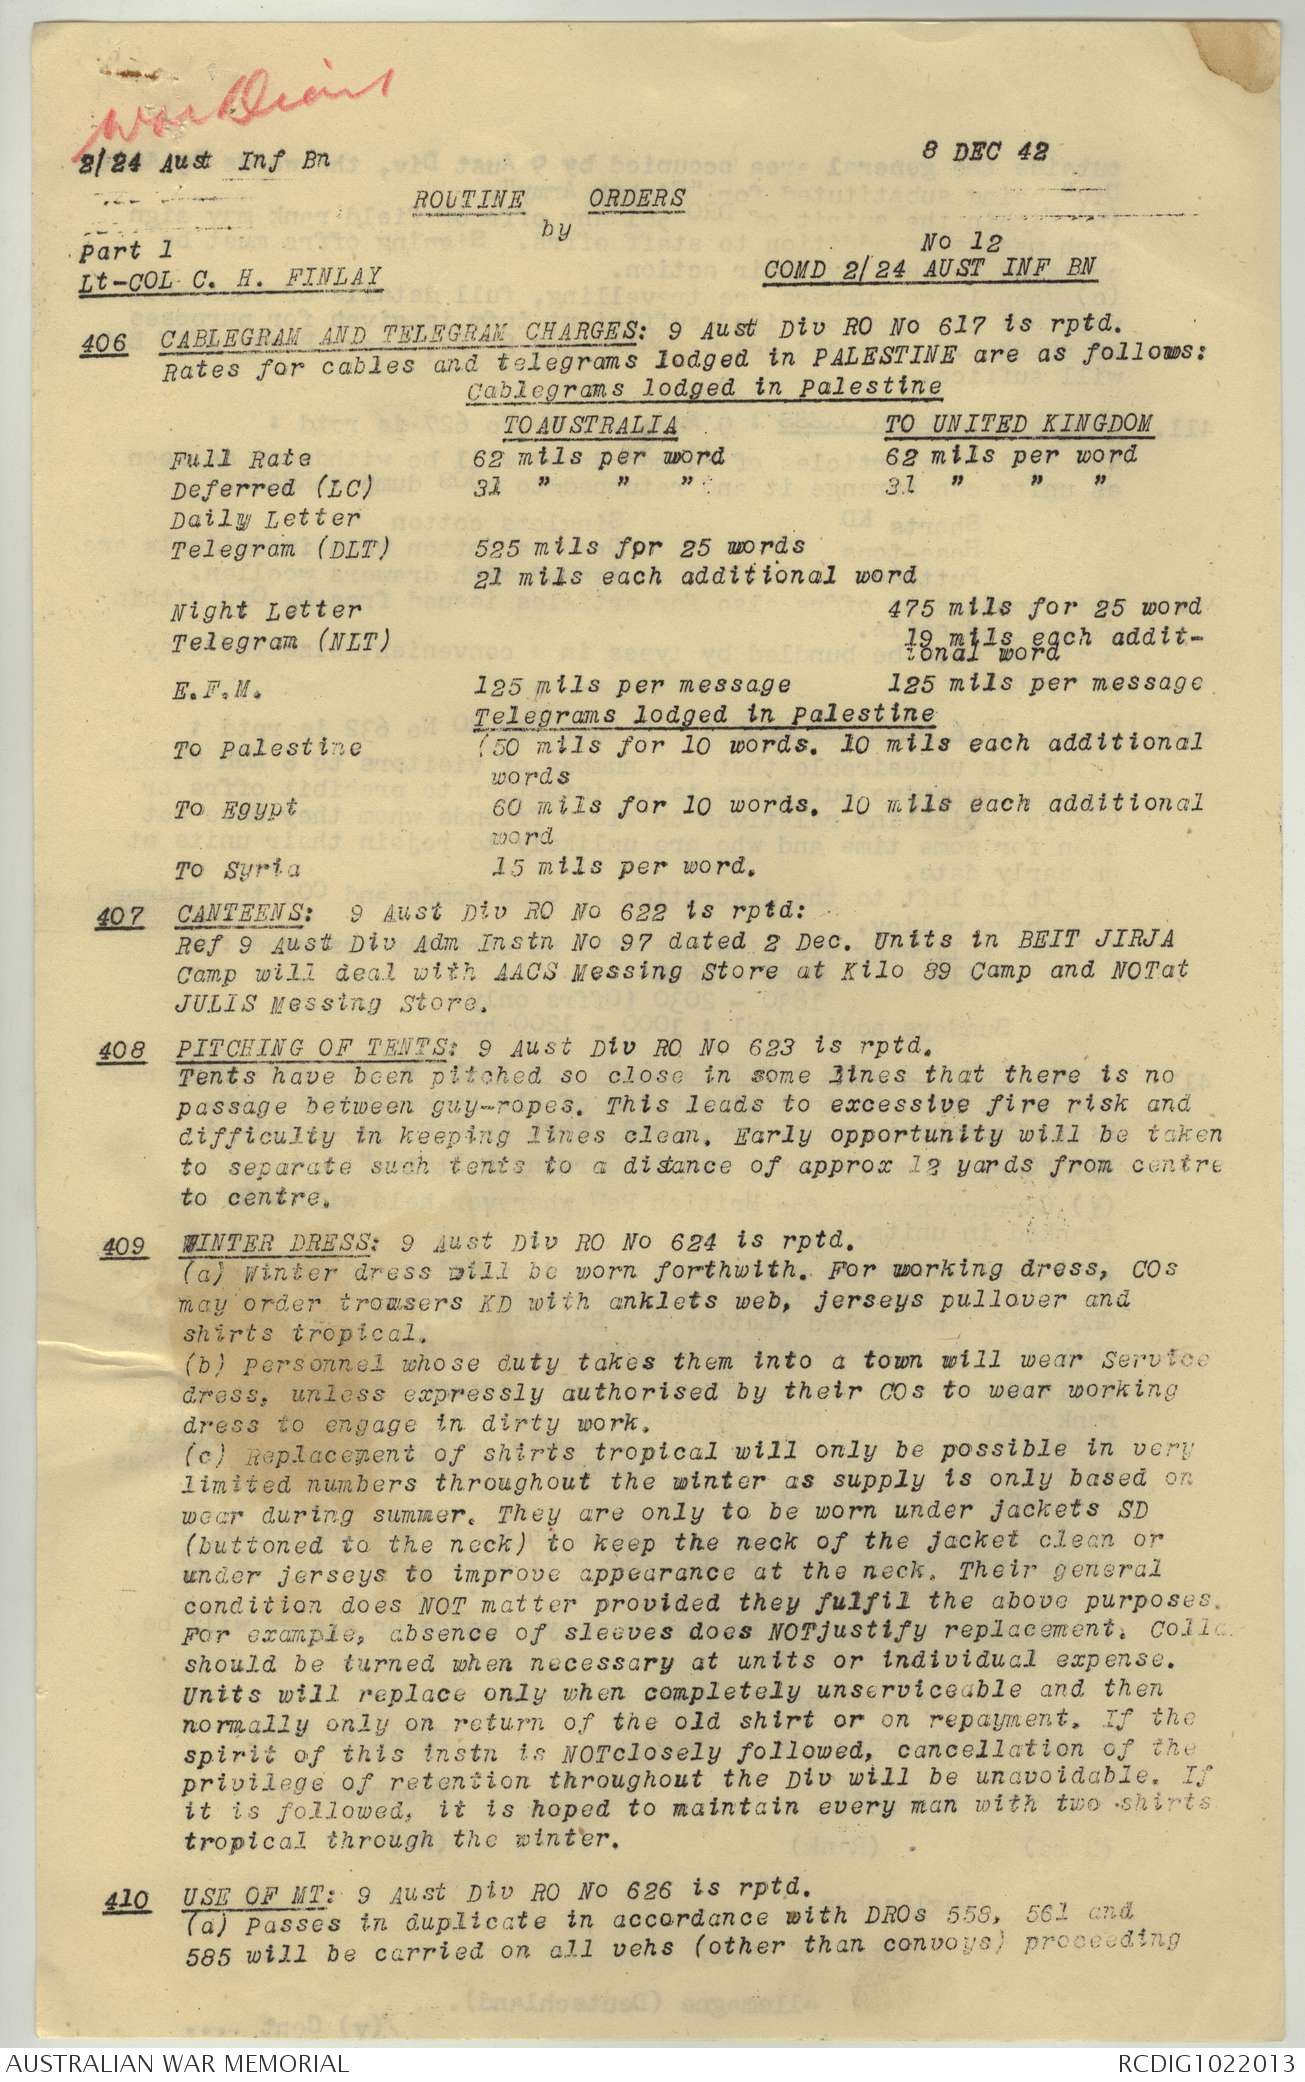 War Diary
2/24 Aust Inf Bn
8 DEC 42
ROUTINE ORDERS
by
Part 1
No 12
Lt-COL C. H. FINLAY
COMD 2/24 AUST INF BN
406 CABLEGRAM AND TELEGRAM CHARGES: 9 Aust Div RO No 617 is rptd.
Rates for cables and telegrams lodged in PALESTINE are as follows:
Cablegrams lodged in Palestine
TOAUSTRALIA TO UNITED KINGDOM
Full Rate 62 mils per word 62 mils per word
Deferred (LC) 31 " " " 31 " " "
Daily Letter
Telegram (DLT) 525 mils for 25 words
21 mils each additional word
Night Letter 475 mils for 25 word
Telegram (NLT) 19 mils each addit-
ional word
E.F.M. 125 mils per message 125 mils per message
Telegrams lodged in Palestine
To Palestine (50 mils for 10 words. 10 mils each additional
words
To Egypt 60 mils for 10 words. 10 mils each additional
word
To Syria 15 mils per word.
407 CANTEENS: 9 Aust Div RO No 622 is rptd:
Ref 9 Aust Div Adm Instn No 97 dated 2 Dec. Units in BEIT JIRJA
Camp will deal with AACS Messing Store at Kilo 89 Camp and NOTat
JULIS Messing Store.
408 PITCHING OF TENTS: 9 Aust Div RO No 623 is rptd.
Tents have been pitched so close in some lines that there is no
passage between guy-ropes. This leads to excessive fire risk and
difficulty in keeping lines clean. Early opportunity will be taken
to separate such tents to a distance of approx 12 yards from centre
to centre.
409 WINTER DRESS: 9 Aust Div RO No 624 is rptd.
(a) Winter dress will be worn forthwith. For working dress, COs
may order trowsers KD with anklets web, jerseys pullover and
shirts tropical.
(b) Personnel whose duty takes them into a town will wear Service
dress, unless expressly authorised by their COs to wear working
dress to engage in dirty work.
(c) Replacement of shirts tropical will only be possible in very
limited numbers throughout the winter as supply is only based on
wear during summer. They are only to be worn under jackets SD
(buttoned to the neck) to keep the neck of the jacket clean or
under jerseys to improve appearance at the neck. Their general
condition does NOT matter provided they fulfil the above purposes.
For example, absence of sleeves does NOTjustify replacement. Colla
should be turned when necessary at units or individual expense.
Units will replace only when completely unserviceable and then
normally only on return of the old shirt or on repayment. If the
spirit of this instn is NOTclosely followed, cancellation of the
privilege of retention throughout the Div will be unavoidable. If
it is followed, it is hoped to maintain every man with two shirts
tropical through the winter.
410 USE OF MT: 9 Aust Div RO No 626 is rptd.
(a) Passes in duplicate in accordance with DROs 558, 561 and
585 will be carried on all vehs (other than convoys) proceeding
AUSTRALIAN WAR MEMORIAL
RCDIG1022013